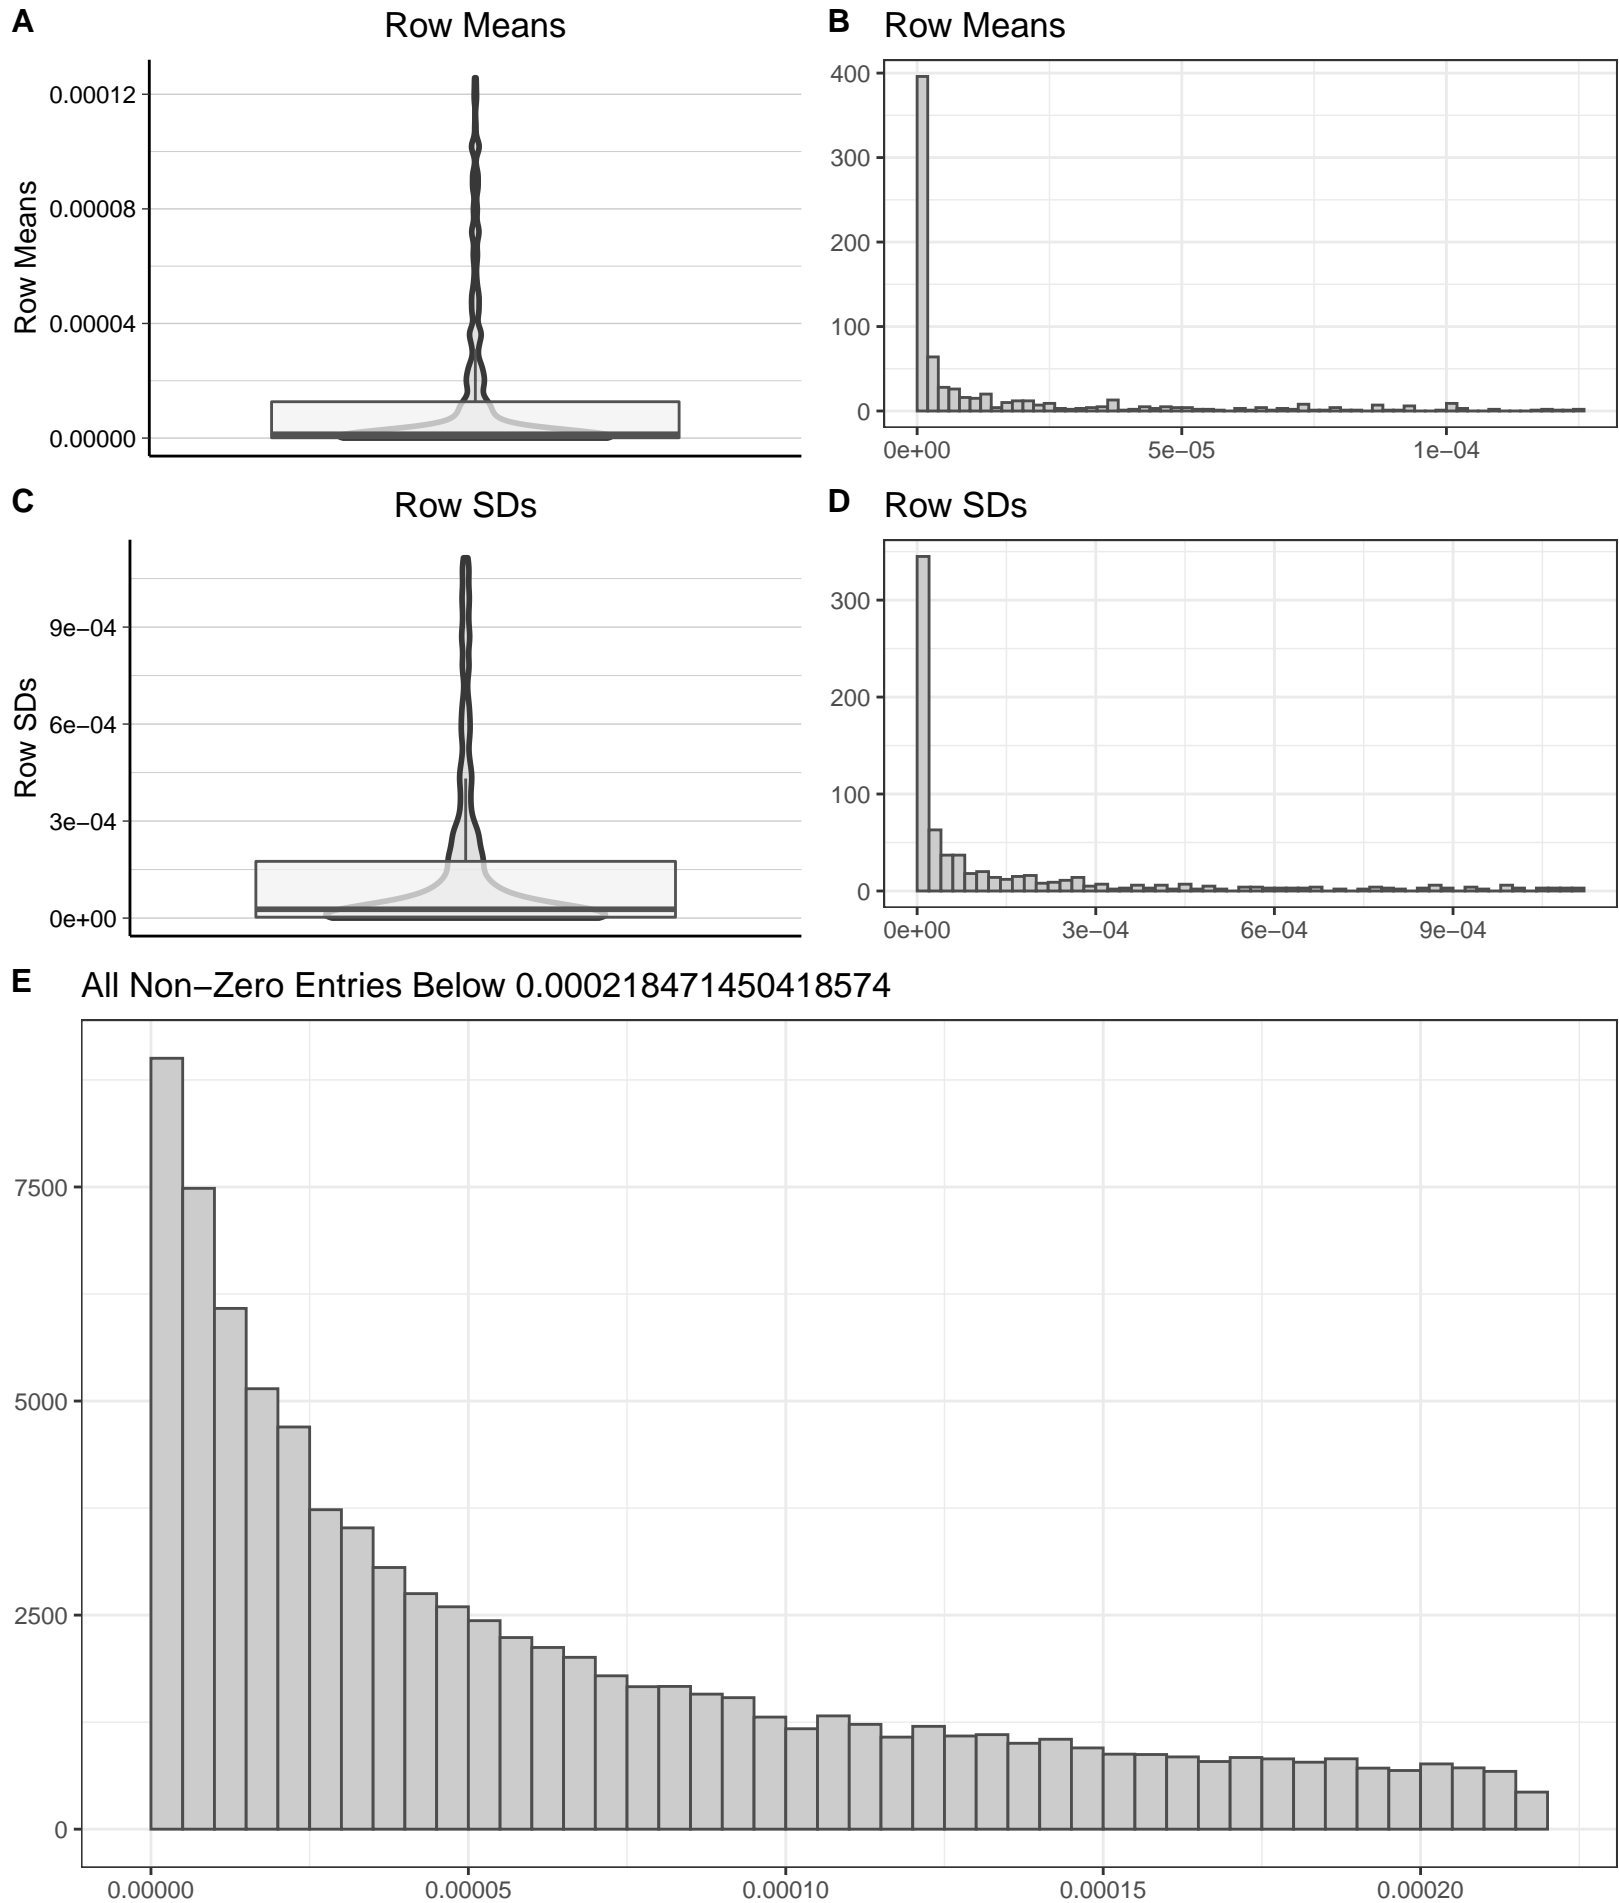 A
Row Means
Row Means
0.00012
0.00008
0.00004
0.00000
B
Row Means
400
300
200
100
0
0e+00
5e−05
1e−04
C
Row SDs
Row SDs
9e−04
6e−04
3e−04
0e+00
D
Row SDs
300
200
100
0
0e+00
3e−04
6e−04
9e−04
E
All Non−Zero Entries Below 0.000218471450418574
7500
5000
2500
0
0.00000
0.00005
0.00010
0.00015
0.00020